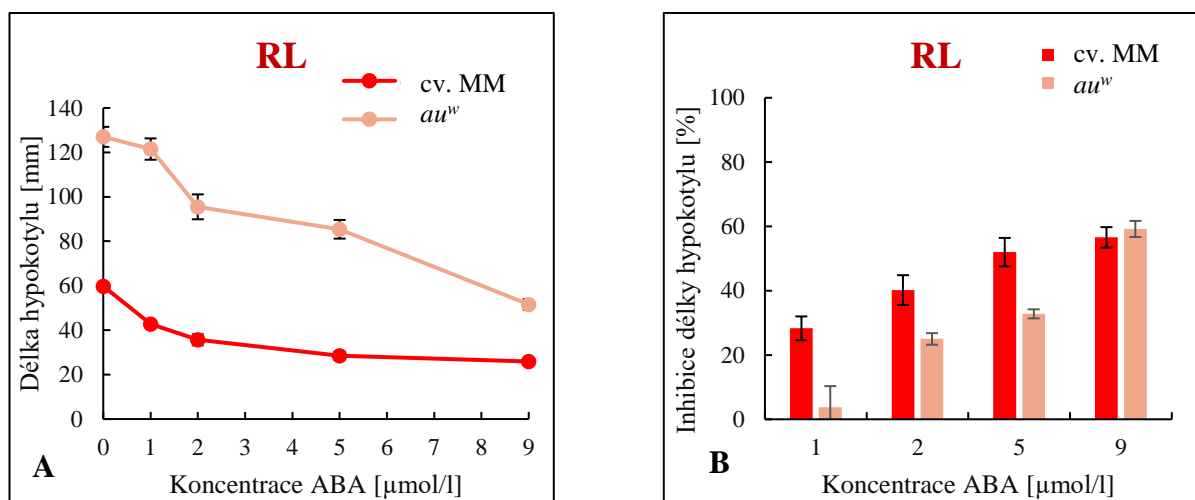 RL
cv. MM
au^w
Délka hypokotylu [mm]
140
120
100
80
60
40
20
0
0 1 2 3 4 5 6 7 8 9
Koncentrace ABA [µmol/l]
A
RL
cv. MM
au^w
Inhibice délky hypokotylu [%]
100
80
60
40
20
0
1 2 5 9
Koncentrace ABA [µmol/l]
B